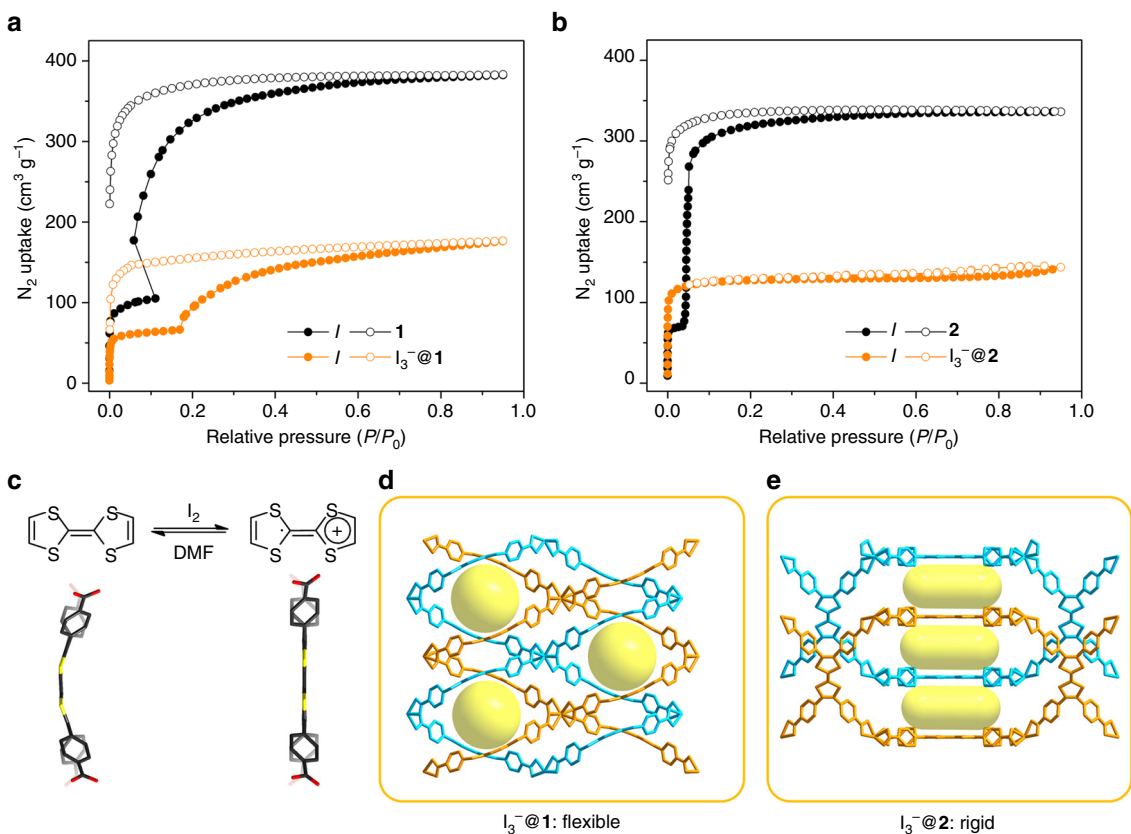 a
b
400
300
200
100
0
N₂ uptake (cm³ g⁻¹)
0.0 0.2 0.4 0.6 0.8 1.0
Relative pressure (P/P₀)
/ 1
/ I₃⁻@1
400
300
200
100
0
N₂ uptake (cm³ g⁻¹)
0.0 0.2 0.4 0.6 0.8 1.0
Relative pressure (P/P₀)
/ 2
/ I₃⁻@2
c
S S
S S
I₂
DMF
S S
· +
S S
d
I₃⁻@1: flexible
e
I₃⁻@2: rigid